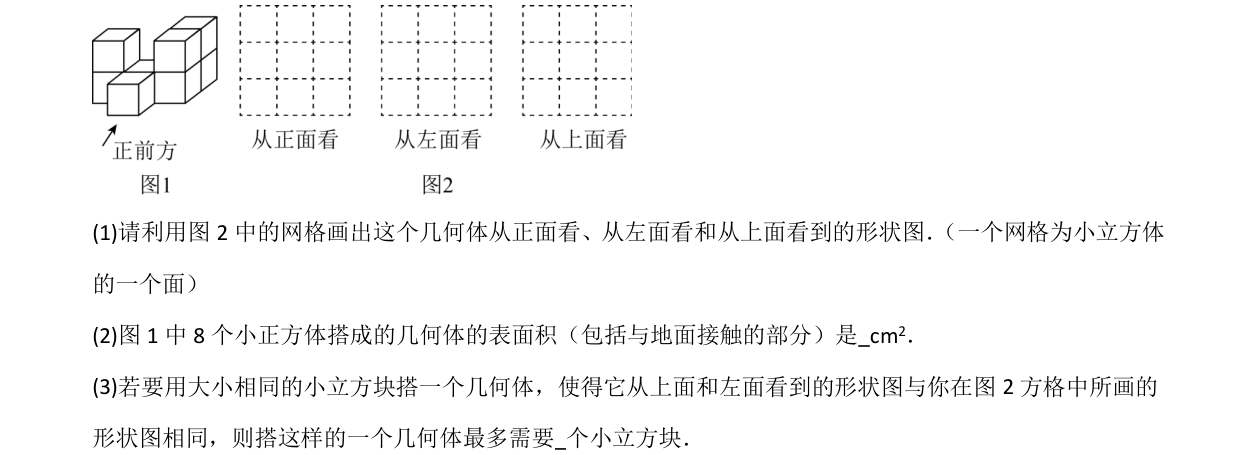 从正面看
从左面看
从上面看
正前方
图1
图2
(1)请利用图 2 中的网格画出这个几何体从正面看、从左面看和从上面看到的形状图．（一个网格为小立方体
的一个面）
(2)图 1 中 8 个小正方体搭成的几何体的表面积（包括与地面接触的部分）是_cm².
(3)若要用大小相同的小立方块搭一个几何体，使得它从上面和左面看到的形状图与你在图 2 方格中所画的
形状图相同，则搭这样的一个几何体最多需要_个小立方块．